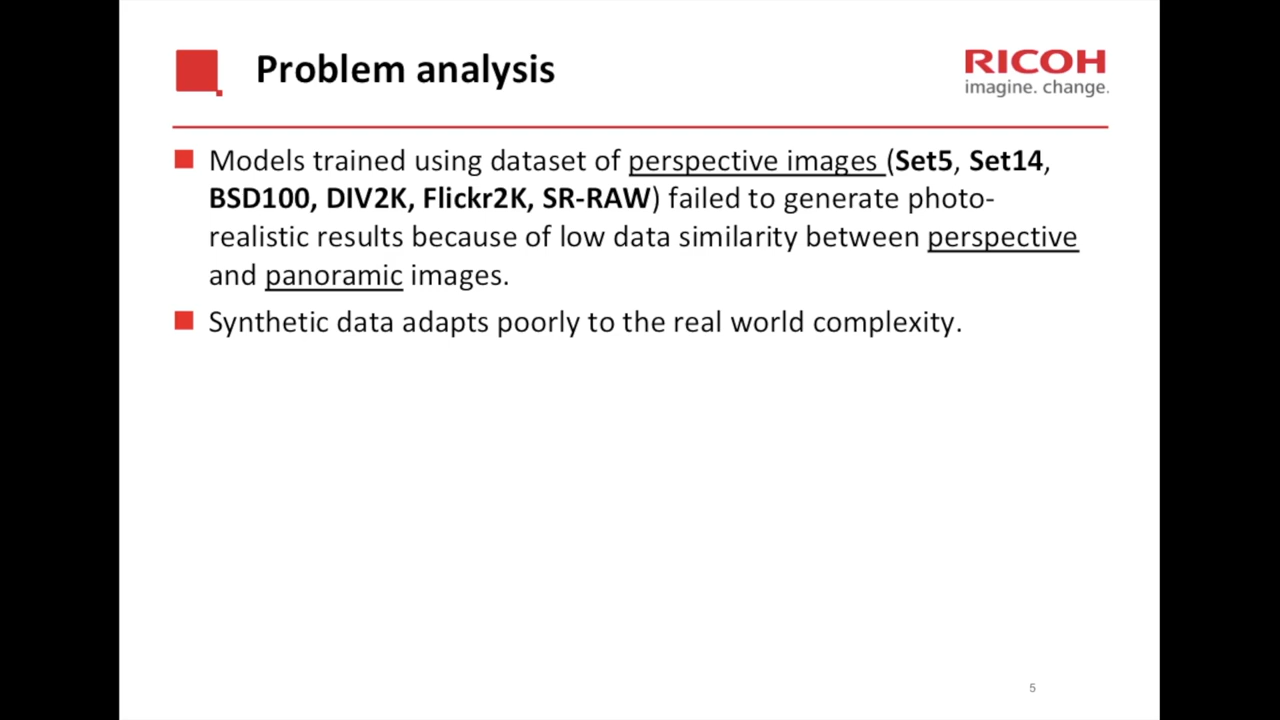 Problem analysis
RICOH
imagine. change.
Models trained using dataset of perspective images (Set5, Set14,
BSD100, DIV2K, Flickr2K, SR-RAW) failed to generate photo-
realistic results because of low data similarity between perspective
and panoramic images.
Synthetic data adapts poorly to the real world complexity.
5